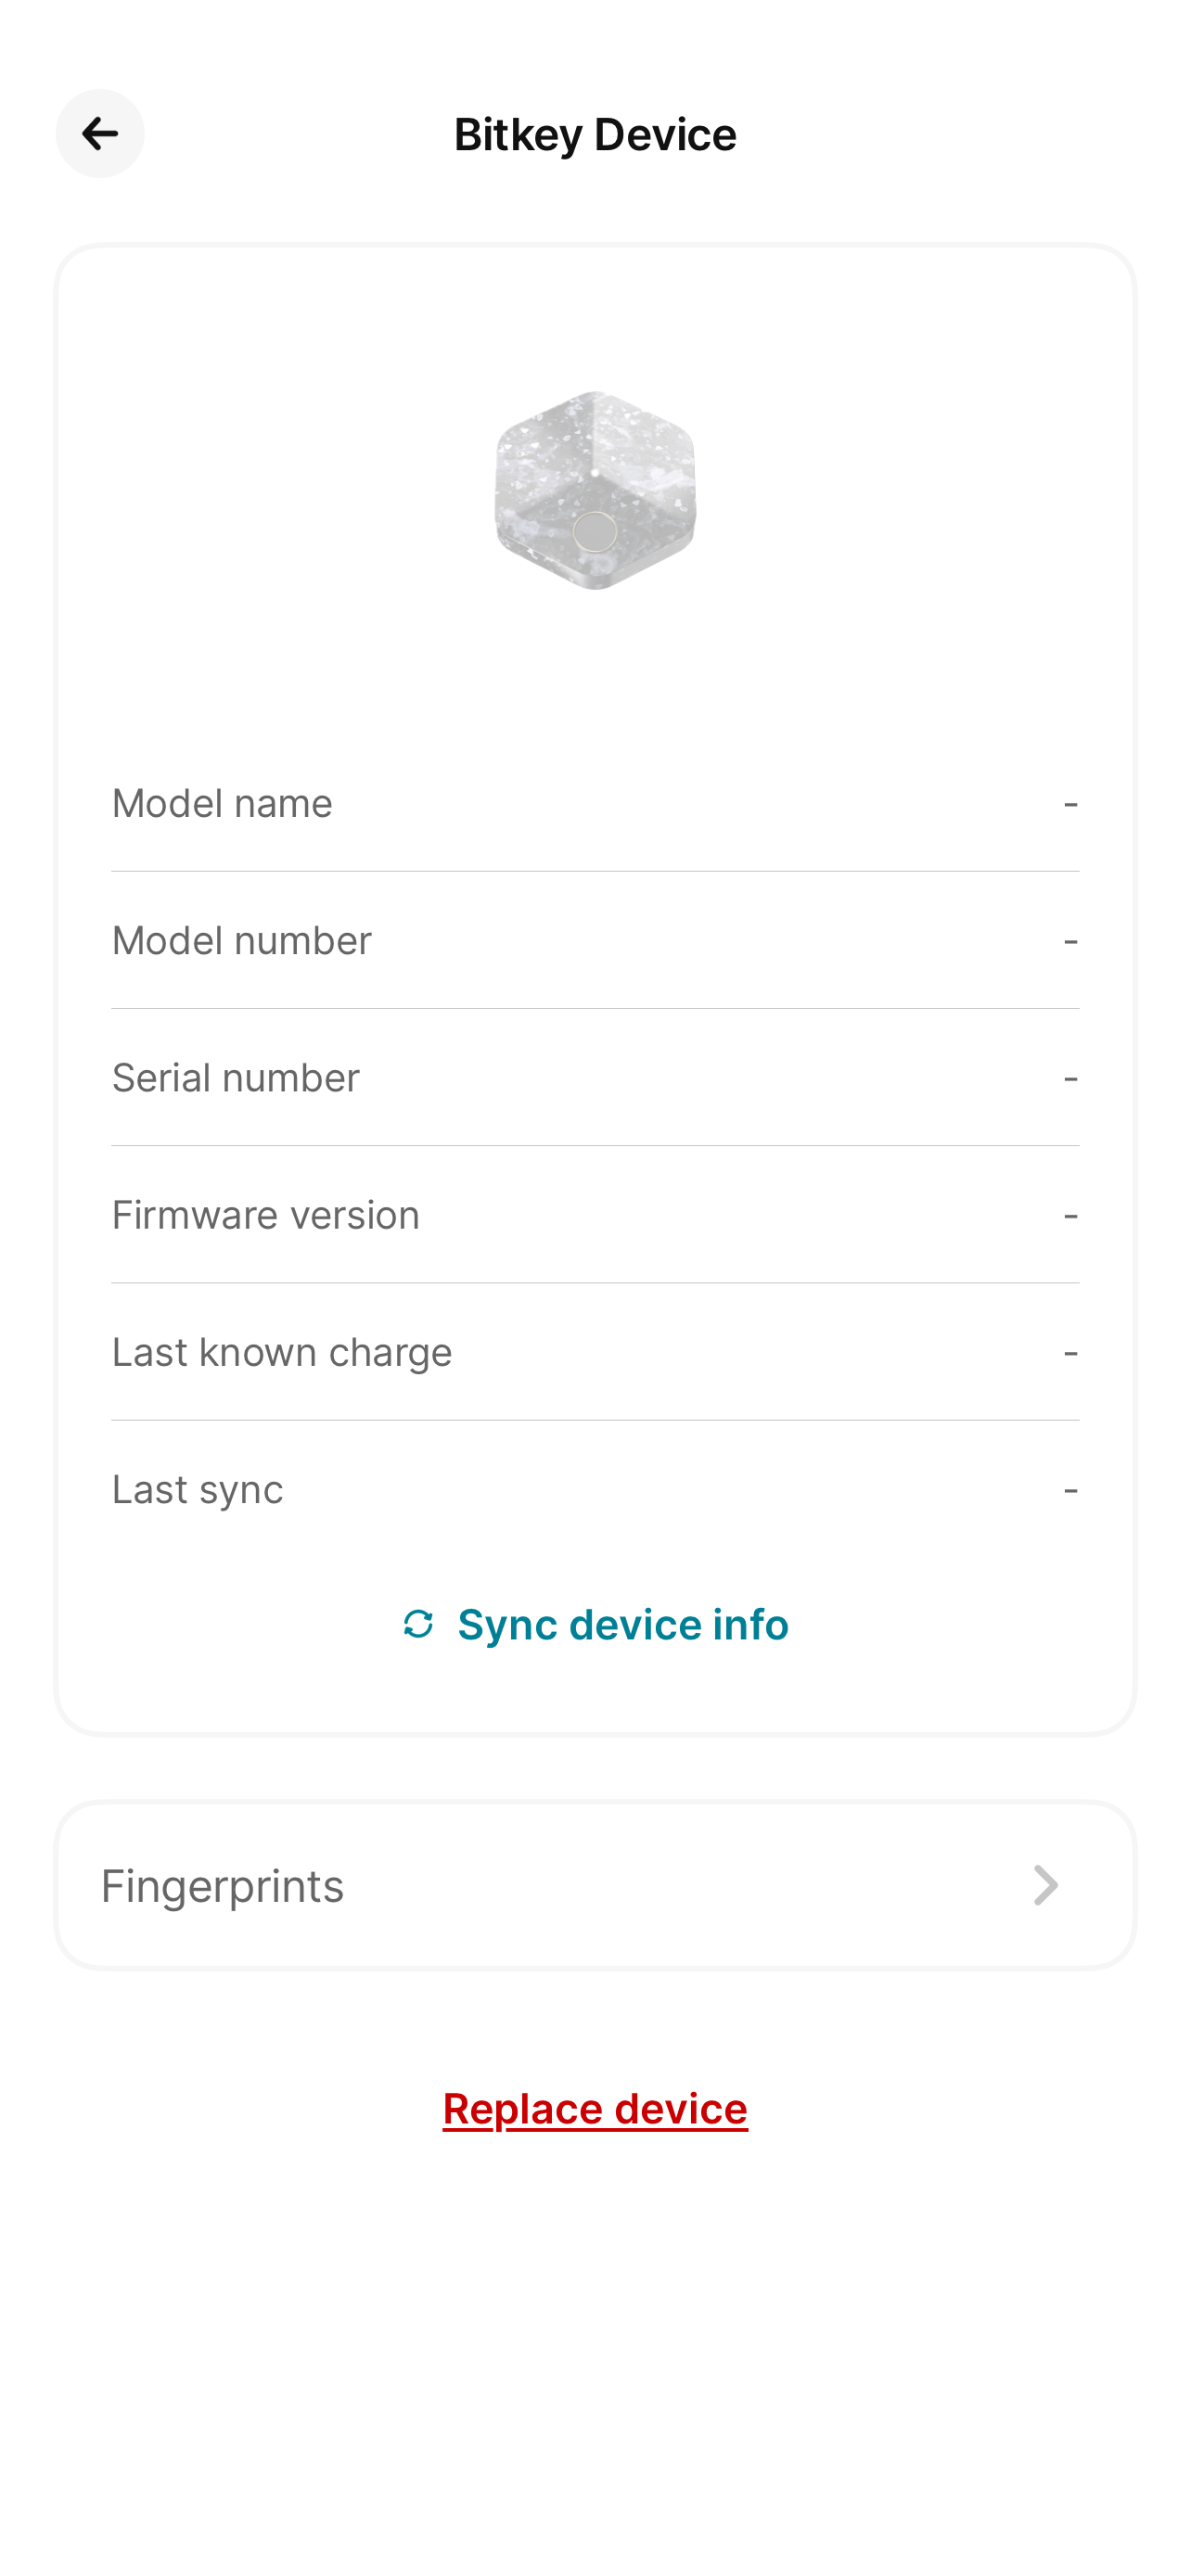 Bitkey Device
Model name -
Model number -
Serial number -
Firmware version -
Last known charge -
Last sync -
Sync device info
Fingerprints
Replace device